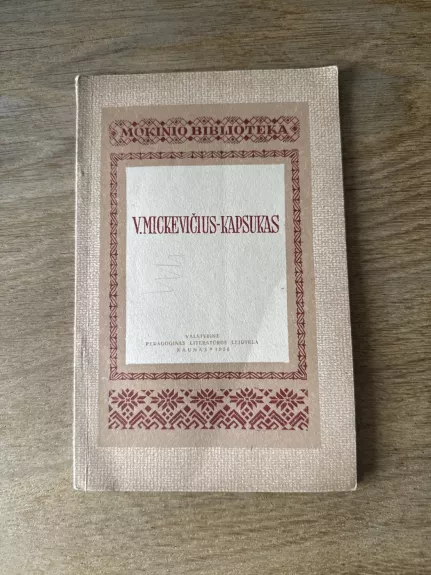 MOKINIO BIBLIOTEKA
V. MICKEVIČIUS-KAPSUKAS
VALSTYBINĖ
PEDAGOGINĖS LITERATŪROS LEIDYKLA
KAUNAS